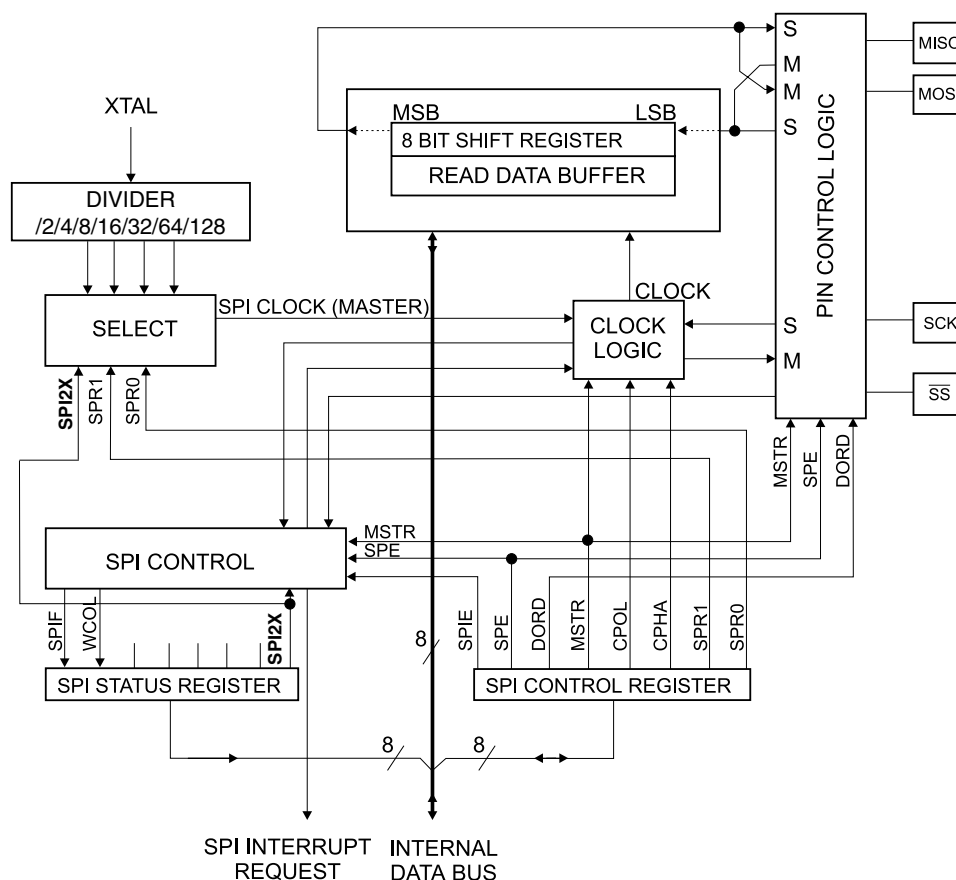 S
MISO
M
MSB
LSB
M
MOSI
XTAL
8 BIT SHIFT REGISTER
S
READ DATA BUFFER
DIVIDER
/2/4/8/16/32/64/128
PIN CONTROL LOGIC
SPI CLOCK (MASTER)
CLOCK
SELECT
CLOCK
LOGIC
S
SCK
M
SPI2X
SPR1
SPR0
SS
MSTR
SPE
DORD
MSTR
SPE
SPI CONTROL
SPIF
WCOL
SPI2X
8
SPIE
SPE
DORD
MSTR
CPOL
CPHA
SPR1
SPR0
SPI STATUS REGISTER
SPI CONTROL REGISTER
8
8
SPI INTERRUPT
REQUEST
INTERNAL
DATA BUS